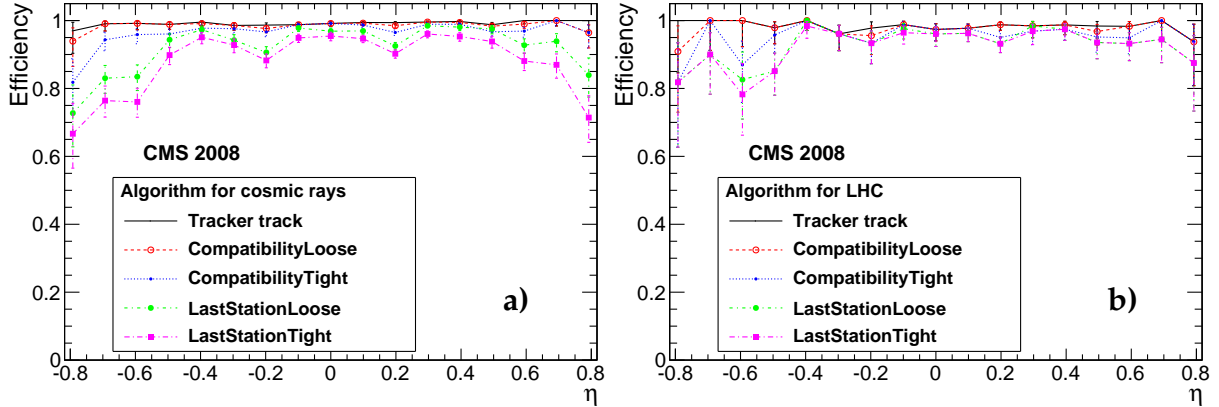 Efficiency
1
0.8
0.6
0.4
0.2
0
CMS 2008
Algorithm for cosmic rays
Tracker track
CompatibilityLoose
CompatibilityTight
LastStationLoose
LastStationTight
a)
-0.8 -0.6 -0.4 -0.2 0 0.2 0.4 0.6 0.8
η
Efficiency
1
0.8
0.6
0.4
0.2
0
CMS 2008
Algorithm for LHC
Tracker track
CompatibilityLoose
CompatibilityTight
LastStationLoose
LastStationTight
b)
-0.8 -0.6 -0.4 -0.2 0 0.2 0.4 0.6 0.8
η